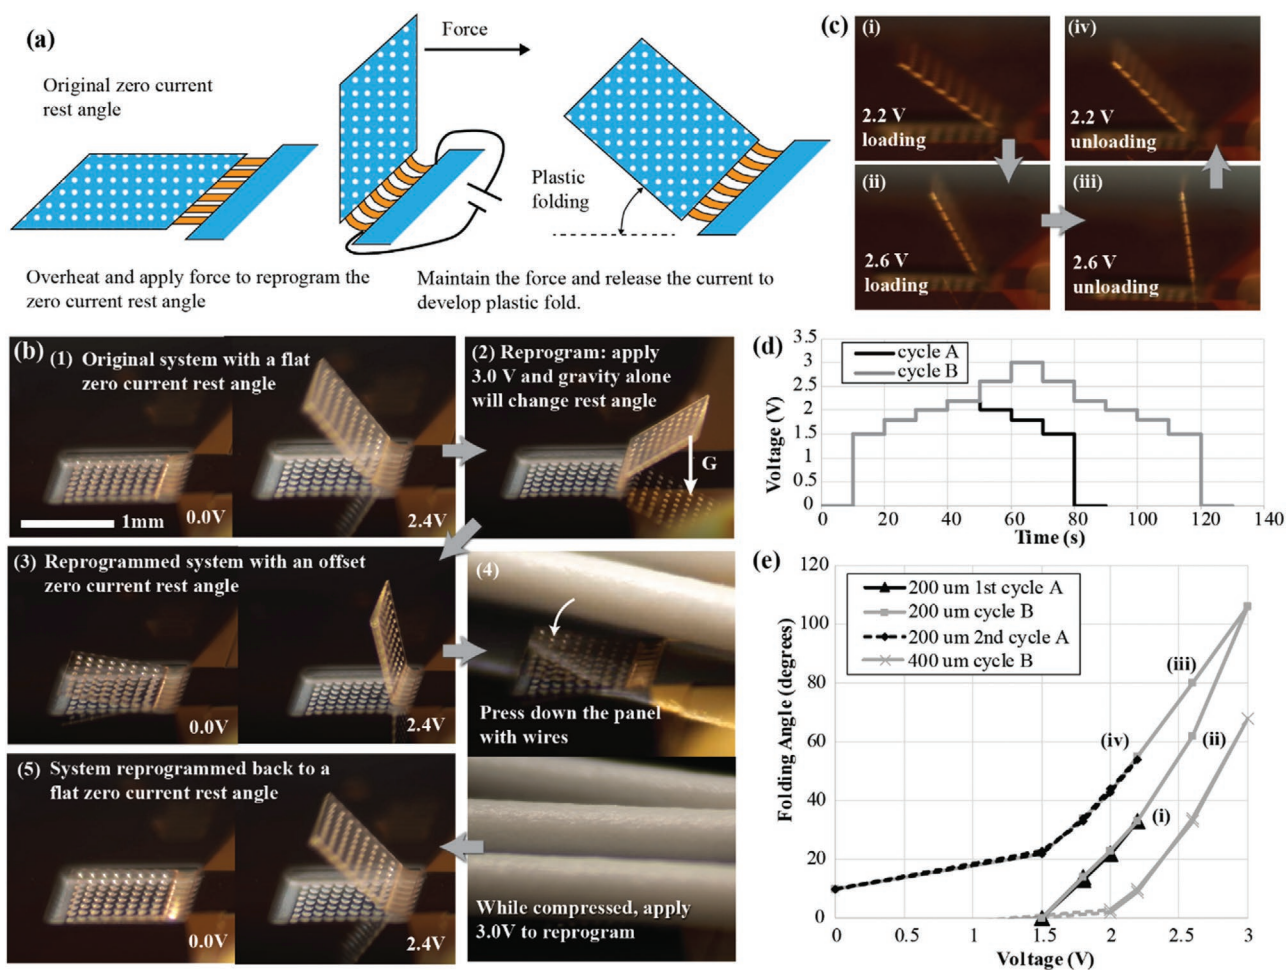 (a)
Original zero current
rest angle
Force
Plastic
folding
Overheat and apply force to reprogram the
zero current rest angle
Maintain the force and release the current to
develop plastic fold.
(b)
(1) Original system with a flat
zero current rest angle
1mm
0.0V
2.4V
(2) Reprogram: apply
3.0 V and gravity alone
will change rest angle
G
(3) Reprogrammed system with an offset
zero current rest angle
0.0V
2.4V
(4)
Press down the panel
with wires
While compressed, apply
3.0V to reprogram
(5) System reprogrammed back to a
flat zero current rest angle
0.0V
2.4V
(c)
(i)
2.2 V
loading
(iv)
2.2 V
unloading
(ii)
2.6 V
loading
(iii)
2.6 V
unloading
(d)
cycle A
cycle B
Voltage (V)
3.5
3
2.5
2
1.5
1
0.5
0
0 20 40 60 80 100 120 140
Time (s)
(e)
200 um 1st cycle A
200 um cycle B
200 um 2nd cycle A
400 um cycle B
Folding Angle (degrees)
120
100
80
60
40
20
0
(iii)
(iv)
(ii)
(i)
0 0.5 1 1.5 2 2.5 3
Voltage (V)